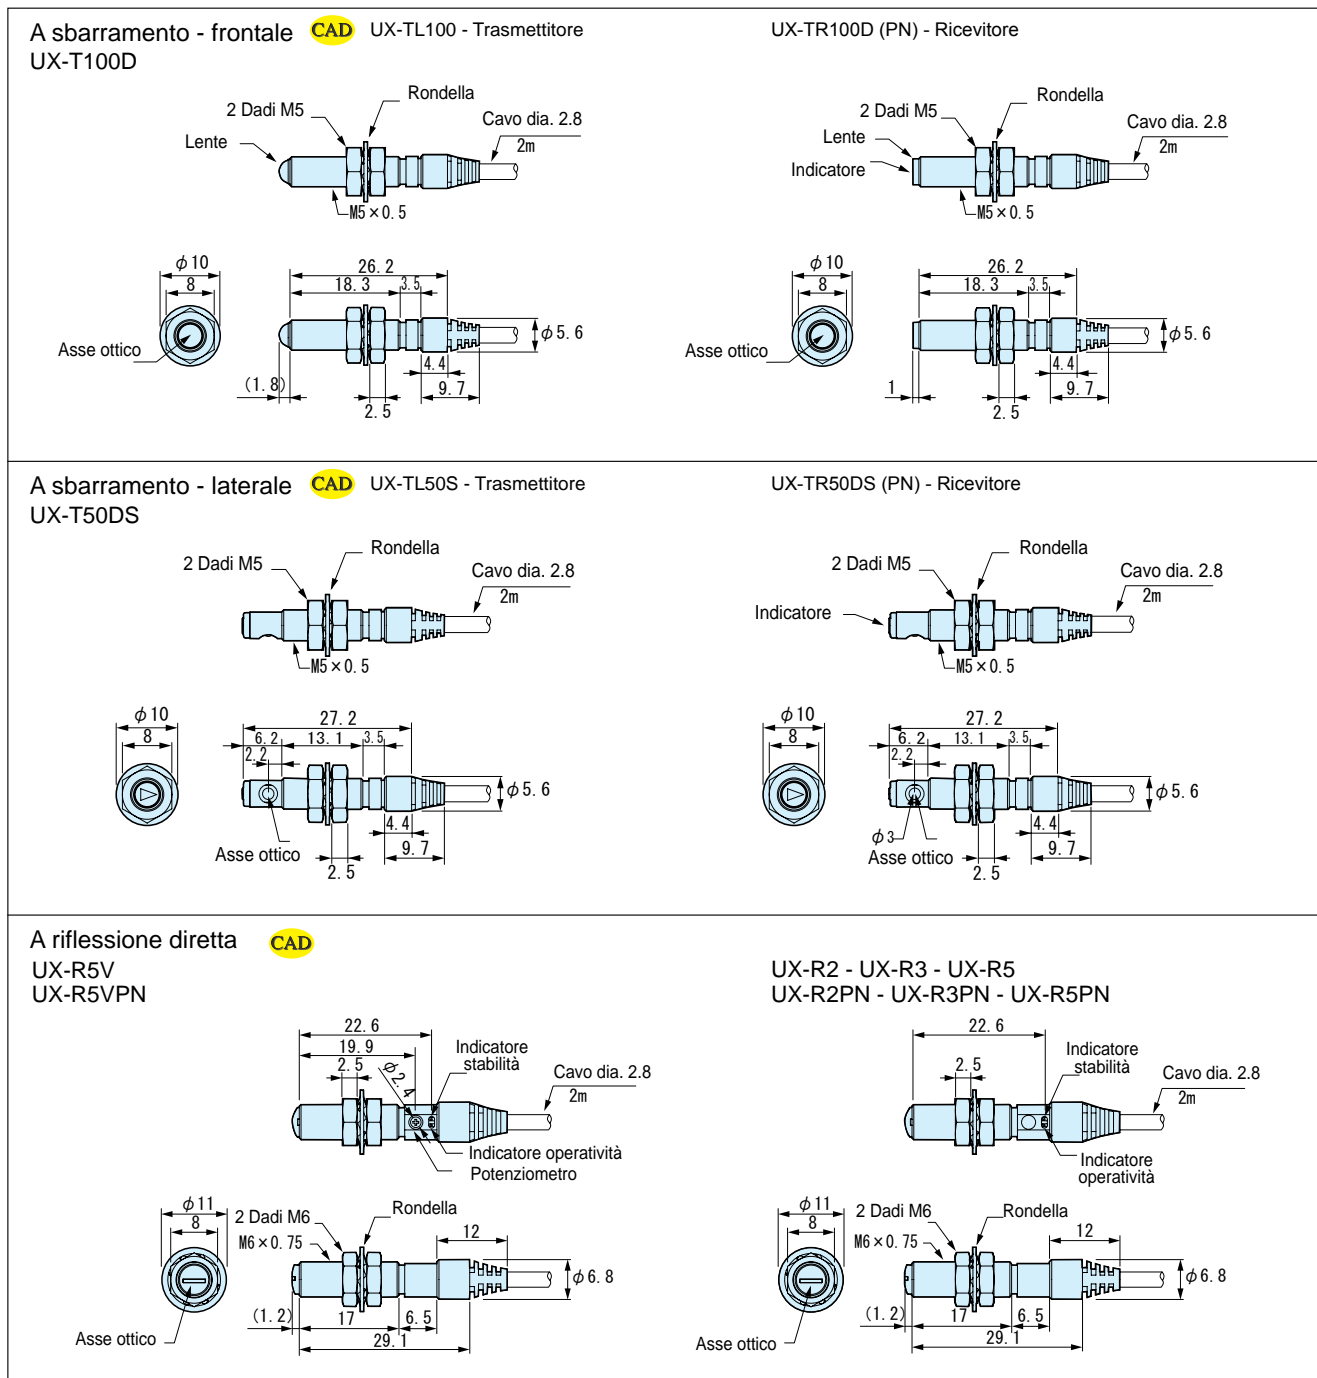 A sbarramento - frontale
CAD
UX-TL100 - Trasmettitore
UX-TR100D (PN) - Ricevitore
UX-T100D
Rondella
2 Dadi M5
Cavo dia. 2.8
2m
Lente
M5×0.5
Rondella
2 Dadi M5
Cavo dia. 2.8
2m
Lente
Indicatore
M5×0.5
φ10
8
26.2
18.3
3.5
φ5.6
Asse ottico
(1.8)
4.4
9.7
2.5
φ10
8
26.2
18.3
3.5
φ5.6
Asse ottico
1
4.4
9.7
2.5
A sbarramento - laterale
CAD
UX-TL50S - Trasmettitore
UX-TR50DS (PN) - Ricevitore
UX-T50DS
Rondella
2 Dadi M5
Cavo dia. 2.8
2m
M5×0.5
Rondella
2 Dadi M5
Cavo dia. 2.8
2m
Indicatore
M5×0.5
φ10
8
27.2
6.2
13.1
3.5
2.2
φ5.6
Asse ottico
4.4
9.7
2.5
φ10
8
27.2
6.2
13.1
3.5
2.2
φ5.6
φ3
Asse ottico
4.4
9.7
2.5
A riflessione diretta
CAD
UX-R5V
UX-R5VPN
UX-R2 - UX-R3 - UX-R5
UX-R2PN - UX-R3PN - UX-R5PN
22.6
19.9
2.5
φ2.4
Indicatore
stabilità
Cavo dia. 2.8
2m
Indicatore operatività
Potenziometro
22.6
2.5
Indicatore
stabilità
Cavo dia. 2.8
2m
Indicatore
operatività
φ11
8
2 Dadi M6
M6×0.75
Rondella
12
φ6.8
(1.2)
17
6.5
29.1
Asse ottico
φ11
8
2 Dadi M6
M6×0.75
Rondella
12
φ6.8
(1.2)
17
6.5
29.1
Asse ottico